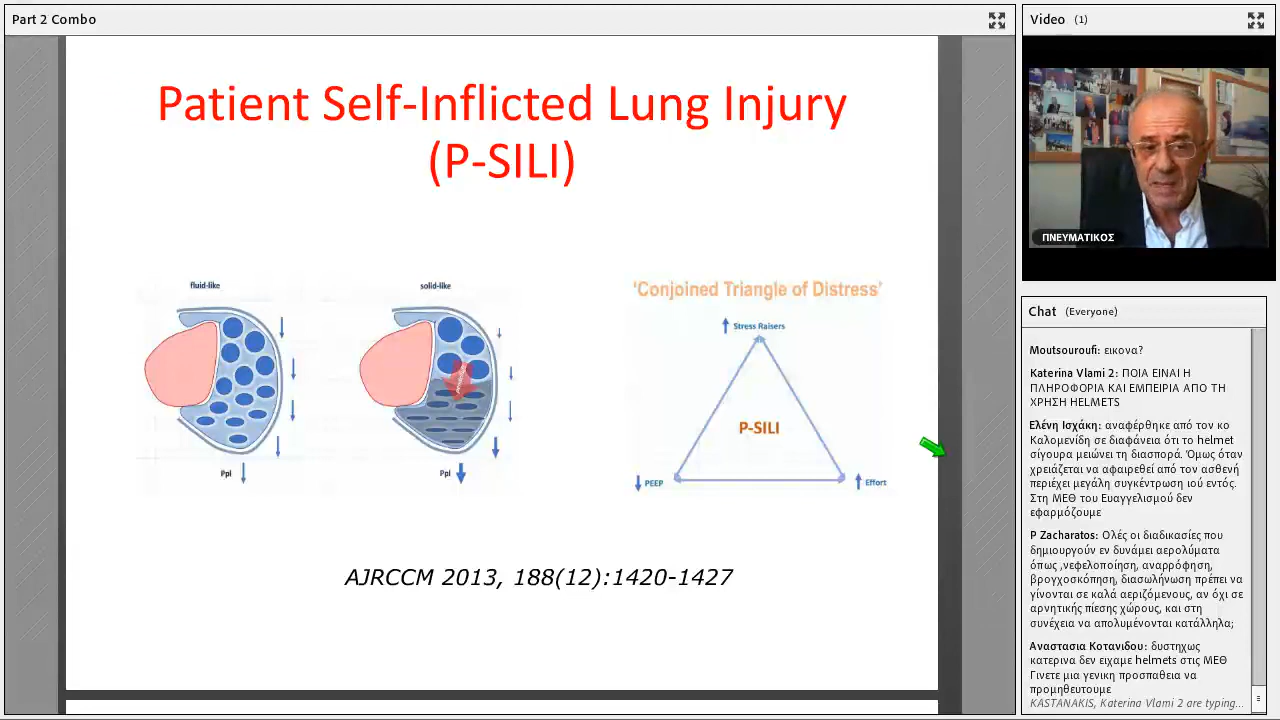 Part 2 Combo
Patient Self-Inflicted Lung Injury
(P-SILI)
fluid-like
solid-like
Ppl
Ppl
‘Conjoined Triangle of Distress’
Stress Raisers
P-SILI
PEEP
Effort
AJRCCM 2013, 188(12):1420-1427
Video (1)
ΠΝΕΥΜΑΤΙΚΟΣ
Chat (Everyone)
Moutsouroufi: εικονα?
Katerina Vlami 2: ΠΟΙΑ ΕΙΝΑΙ Η
ΠΛΗΡΟΦΟΡΙΑ ΚΑΙ ΕΜΠΕΙΡΙΑ ΑΠΟ ΤΗ
ΧΡΗΣΗ HELMETS
Ελένη Ισχάκη: αναφέρθηκε από τον κο
Καλομενίδη σε διαφάνεια ότι το helmet
σίγουρα μειώνει τη διασπορά. Όμως όταν
χρειάζεται να αφαιρεθεί από τον ασθενή
περιέχει μεγάλη συγκέντρωση ιού εντός.
Στη ΜΕΘ του Ευαγγελισμού δεν
εφαρμόζουμε
P Zacharatos: Ολές οι διαδικασίες που
δημιουργούν εν δυνάμει αερολύματα
όπως ,νεφελοποίηση, αναρρόφηση,
βρογχοσκόπηση, διασωλήνωση πρέπει να
γίνονται σε καλά αεριζόμενους, αν όχι σε
αρνητικής πίεσης χώρους, και στη
συνέχεια να απολυμένονται κατάλληλα;
Αναστασια Κοτανιδου: δυστηχως
κατερινα δεν ειχαμε helmets στις ΜΕΘ
Γινετε μια γενικη προσπαθεια να
προμηθευτουμε
KASTANAKIS, Katerina Vlami 2 are typing...